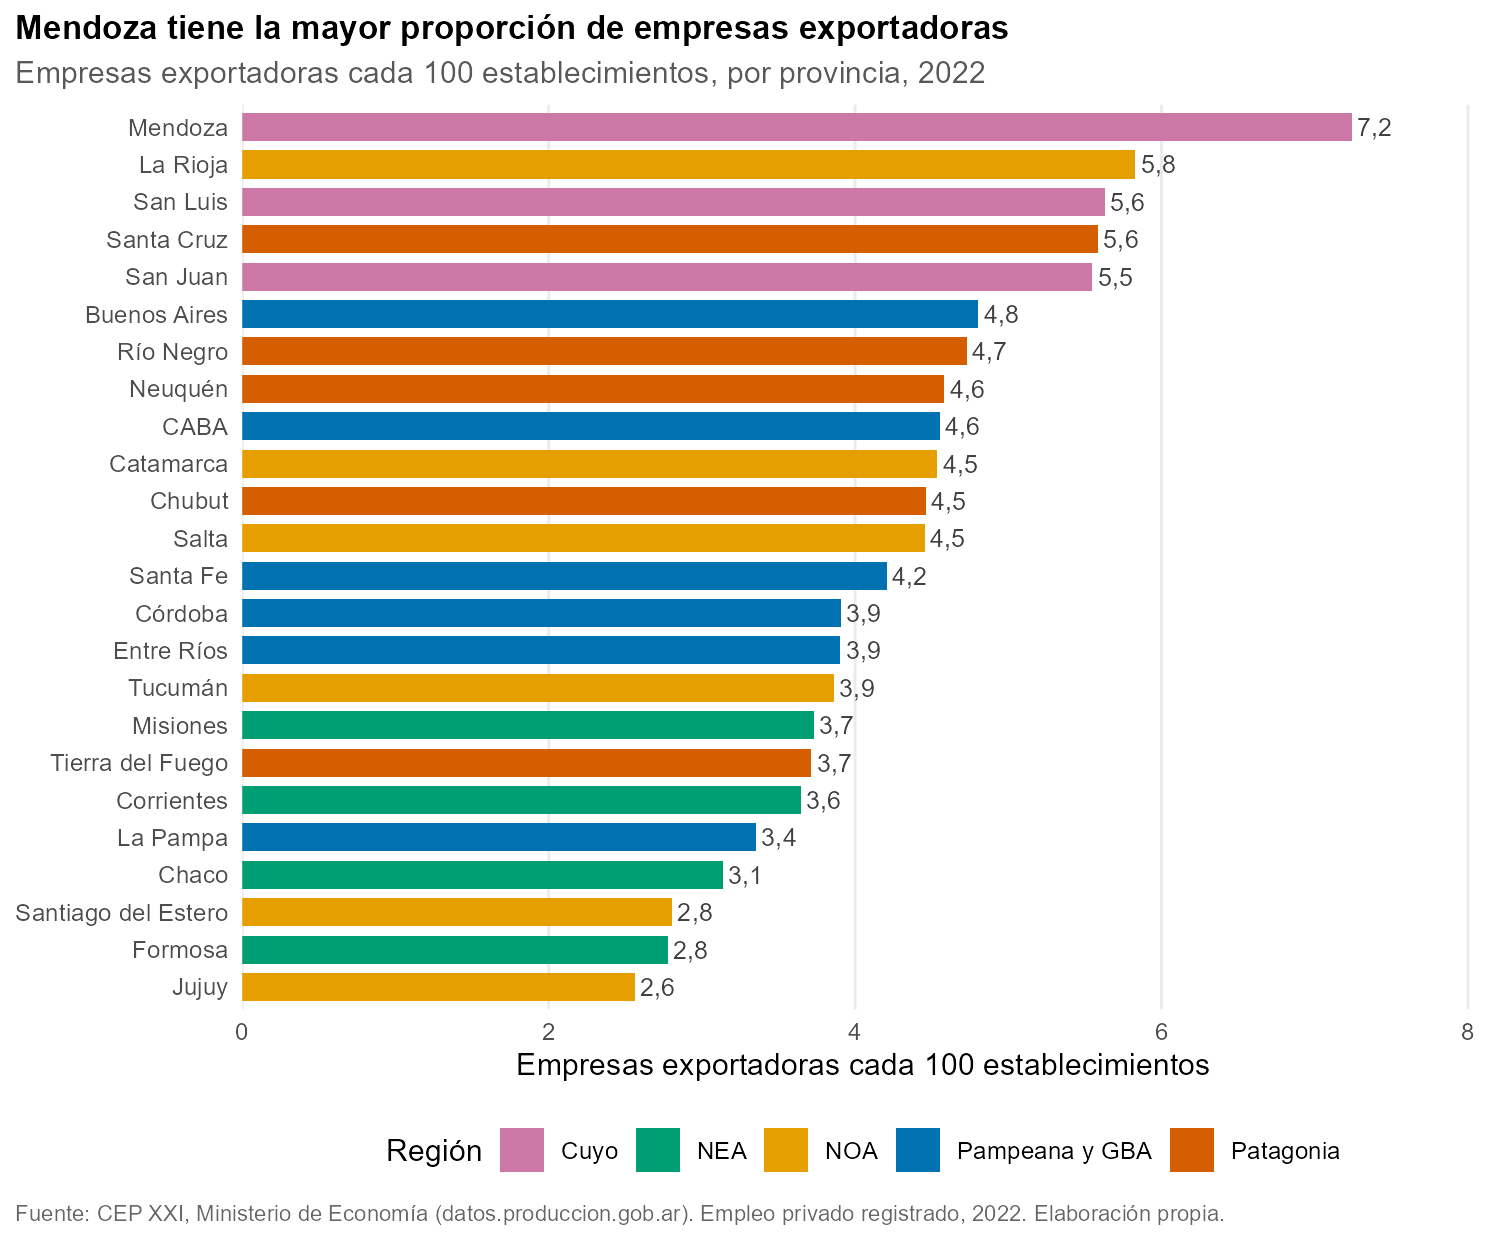 Mendoza tiene la mayor proporción de empresas exportadoras
Empresas exportadoras cada 100 establecimientos, por provincia, 2022
Mendoza 7,2
La Rioja 5,8
San Luis 5,6
Santa Cruz 5,6
San Juan 5,5
Buenos Aires 4,8
Río Negro 4,7
Neuquén 4,6
CABA 4,6
Catamarca 4,5
Chubut 4,5
Salta 4,5
Santa Fe 4,2
Córdoba 3,9
Entre Ríos 3,9
Tucumán 3,9
Misiones 3,7
Tierra del Fuego 3,7
Corrientes 3,6
La Pampa 3,4
Chaco 3,1
Santiago del Estero 2,8
Formosa 2,8
Jujuy 2,6
0 2 4 6 8
Empresas exportadoras cada 100 establecimientos
Región Cuyo NEA NOA Pampeana y GBA Patagonia
Fuente: CEP XXI, Ministerio de Economía (datos.produccion.gob.ar). Empleo privado registrado, 2022. Elaboración propia.